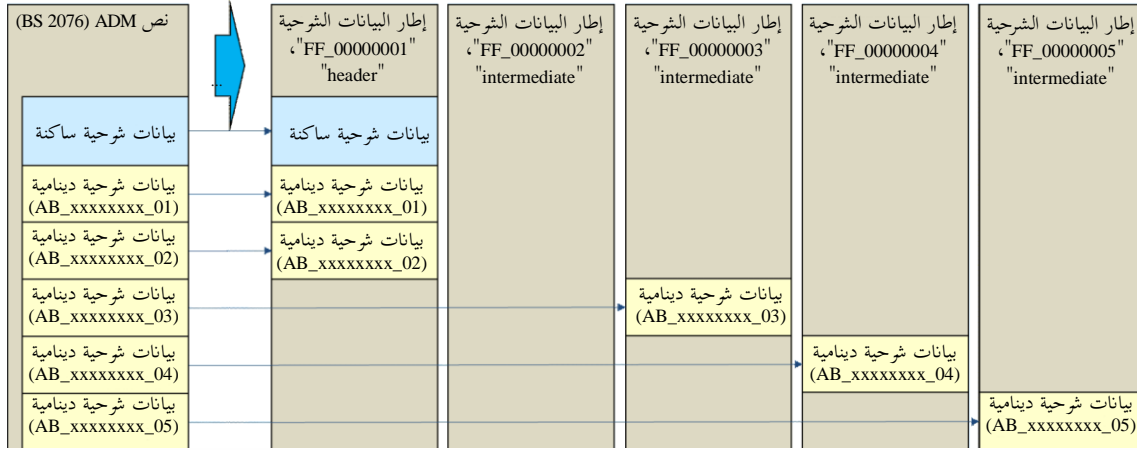 نص ADM ‏(BS 2076)
...
إطار البيانات الشرحية
"FF_00000001"،
"header"
إطار البيانات الشرحية
"FF_00000002"،
"intermediate"
إطار البيانات الشرحية
"FF_00000003"،
"intermediate"
إطار البيانات الشرحية
"FF_00000004"،
"intermediate"
إطار البيانات الشرحية
"FF_00000005"
"intermediate"
بيانات شرحية ساكنة
بيانات شرحية ساكنة
بيانات شرحية دينامية
(AB_xxxxxxxx_01)
بيانات شرحية دينامية
(AB_xxxxxxxx_01)
بيانات شرحية دينامية
(AB_xxxxxxxx_02)
بيانات شرحية دينامية
(AB_xxxxxxxx_02)
بيانات شرحية دينامية
(AB_xxxxxxxx_03)
بيانات شرحية دينامية
(AB_xxxxxxxx_03)
بيانات شرحية دينامية
(AB_xxxxxxxx_04)
بيانات شرحية دينامية
(AB_xxxxxxxx_04)
بيانات شرحية دينامية
(AB_xxxxxxxx_05)
بيانات شرحية دينامية
(AB_xxxxxxxx_05)